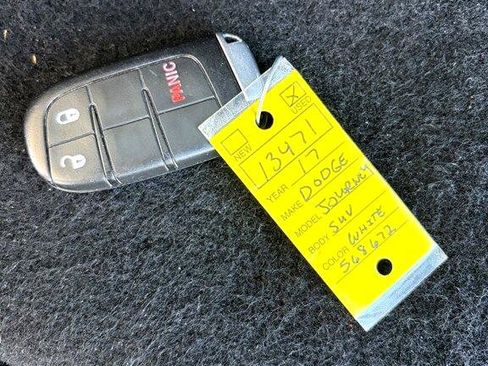 PANIC
NEW USED
13471
YEAR 17
MAKE DODGE
MODEL JOURNEY
BODY SUV
COLOR WHITE
568672